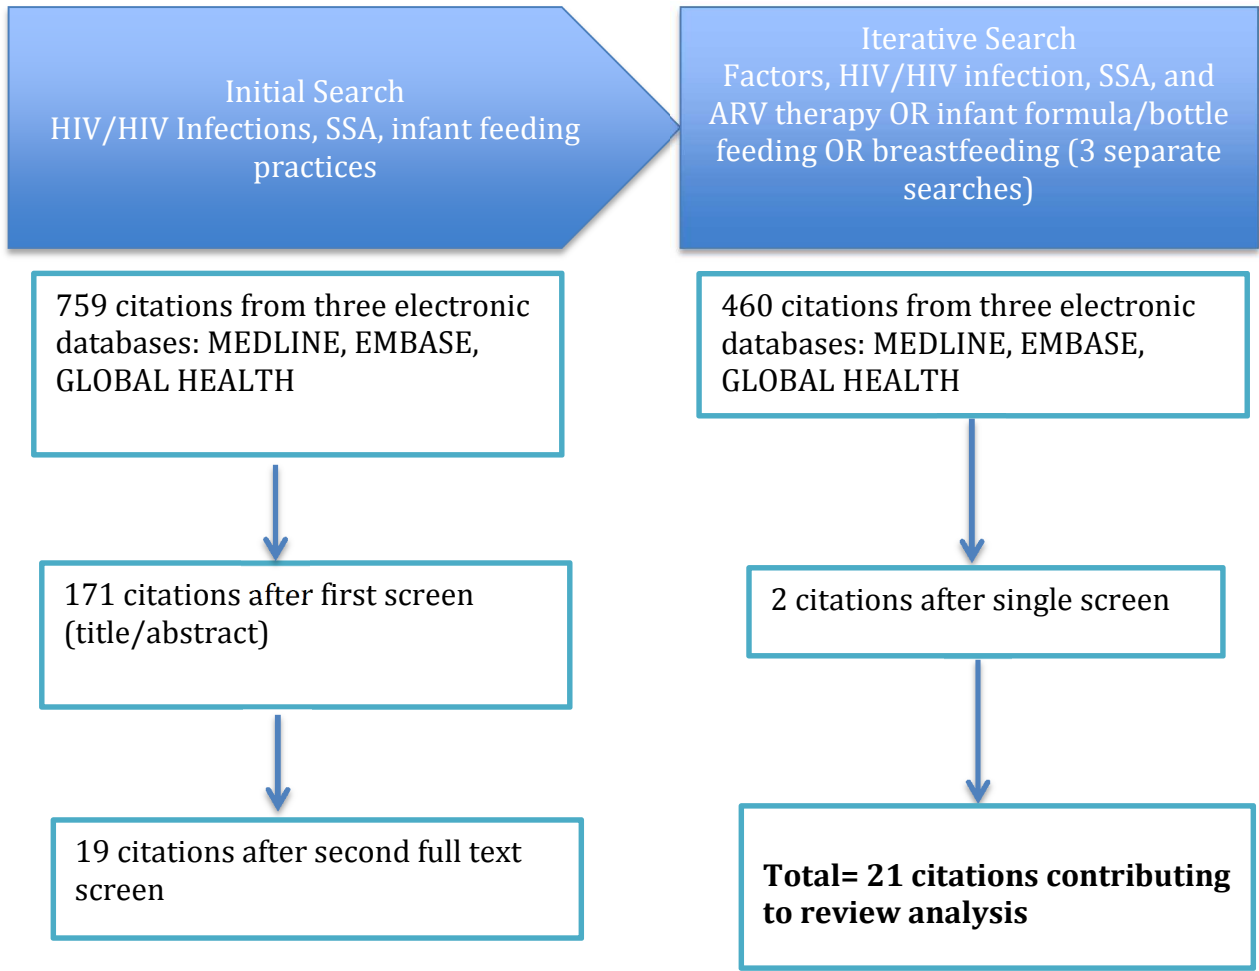 Initial Search
HIV/HIV Infections, SSA, infant feeding
practices
Iterative Search
Factors, HIV/HIV infection, SSA, and
ARV therapy OR infant formula/bottle
feeding OR breastfeeding (3 separate
searches)
759 citations from three electronic
databases: MEDLINE, EMBASE,
GLOBAL HEALTH
460 citations from three electronic
databases: MEDLINE, EMBASE,
GLOBAL HEALTH
171 citations after first screen
(title/abstract)
2 citations after single screen
19 citations after second full text
screen
Total= 21 citations contributing
to review analysis